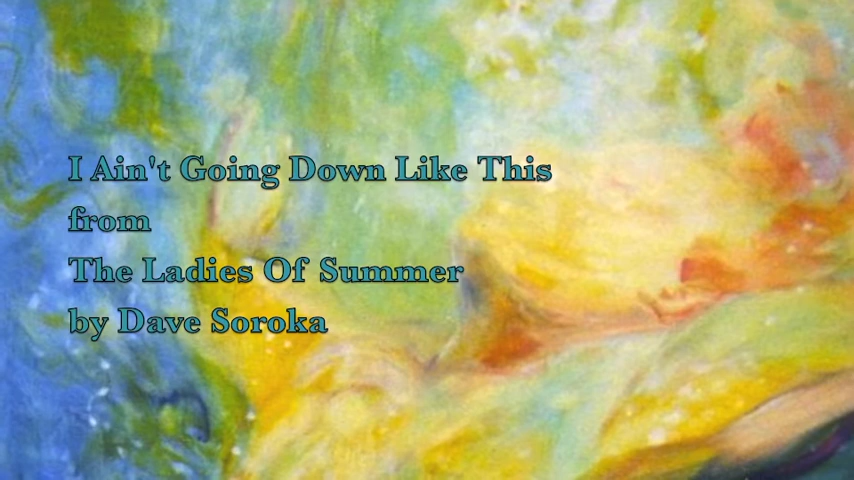 I Ain't Going Down Like This
from
The Ladies Of Summer
by Dave Soroka